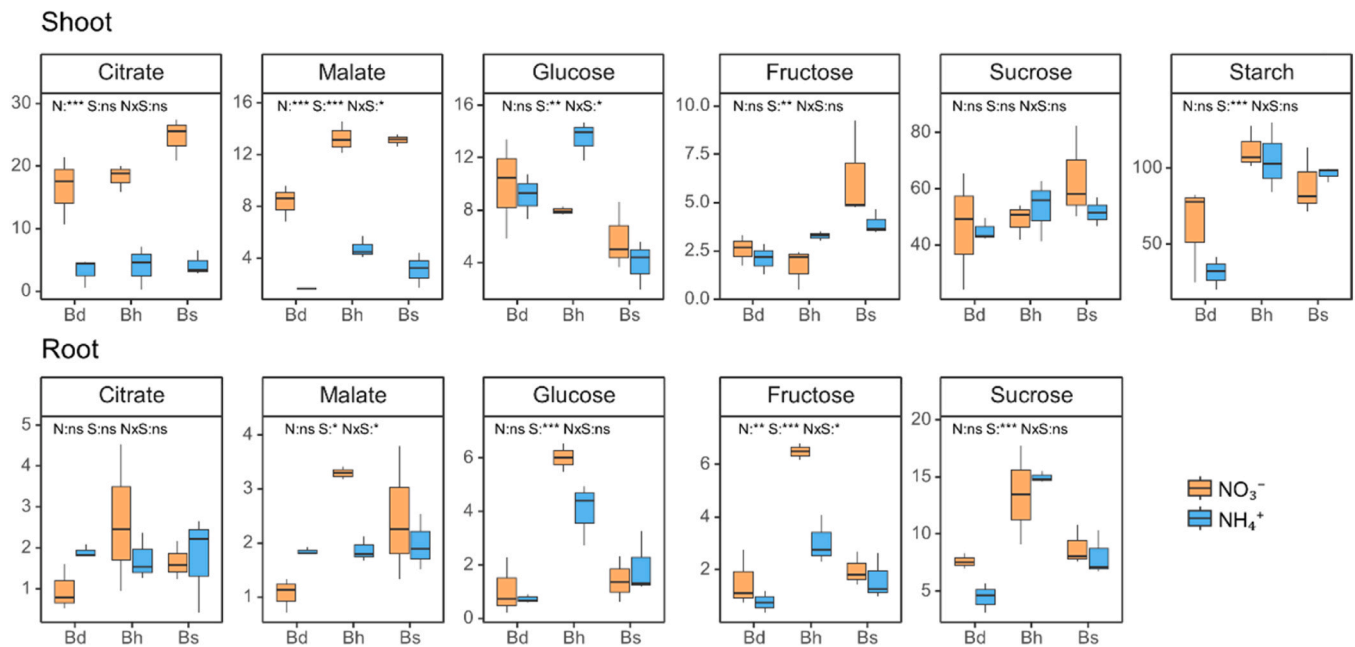 Shoot
Citrate Malate Glucose Fructose Sucrose Starch
N:*** S:ns NxS:ns N:*** S:*** NxS:* N:ns S:** NxS:* N:ns S:** NxS:ns N:ns S:ns NxS:ns N:ns S:*** NxS:ns
30 20 10 0
16 12 8 4
16 12 8 4
10.0 7.5 5.0 2.5 0.0
80 60 40
100 50
Bd Bh Bs Bd Bh Bs Bd Bh Bs Bd Bh Bs Bd Bh Bs Bd Bh Bs
Root
Citrate Malate Glucose Fructose Sucrose
N:ns S:ns NxS:ns N:ns S:* NxS:* N:ns S:*** NxS:ns N:** S:*** NxS:* N:ns S:*** NxS:ns
5 4 3 2 1
4 3 2 1
6 4 2 0
6 4 2
20 15 10 5
Bd Bh Bs Bd Bh Bs Bd Bh Bs Bd Bh Bs Bd Bh Bs
NO₃⁻
NH₄⁺